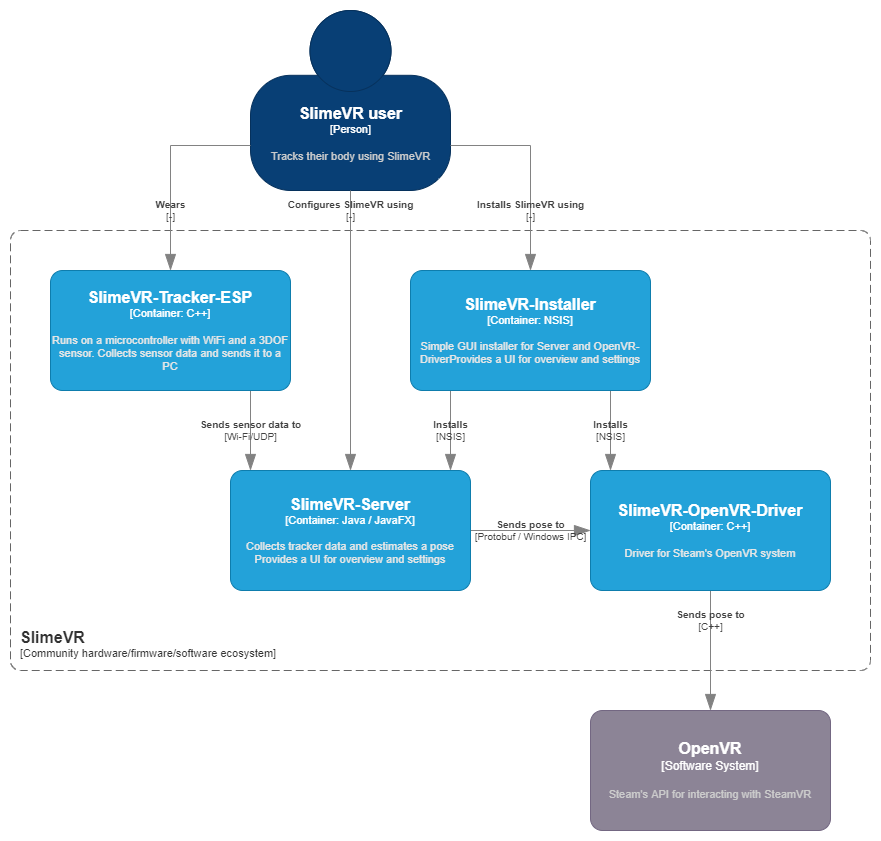 SlimeVR user
[Person]
Tracks their body using SlimeVR
Wears
[-]
Configures SlimeVR using
[-]
Installs SlimeVR using
[-]
SlimeVR-Tracker-ESP
[Container: C++]
Runs on a microcontroller with WiFi and a 3DOF
sensor. Collects sensor data and sends it to a
PC
SlimeVR-Installer
[Container: NSIS]
Simple GUI installer for Server and OpenVR-
DriverProvides a UI for overview and settings
Sends sensor data to
[Wi-Fi/UDP]
Installs
[NSIS]
Installs
[NSIS]
SlimeVR-Server
[Container: Java / JavaFX]
Collects tracker data and estimates a pose
Provides a UI for overview and settings
Sends pose to
[Protobuf / Windows IPC]
SlimeVR-OpenVR-Driver
[Container: C++]
Driver for Steam's OpenVR system
Sends pose to
[C++]
SlimeVR
[Community hardware/firmware/software ecosystem]
OpenVR
[Software System]
Steam's API for interacting with SteamVR